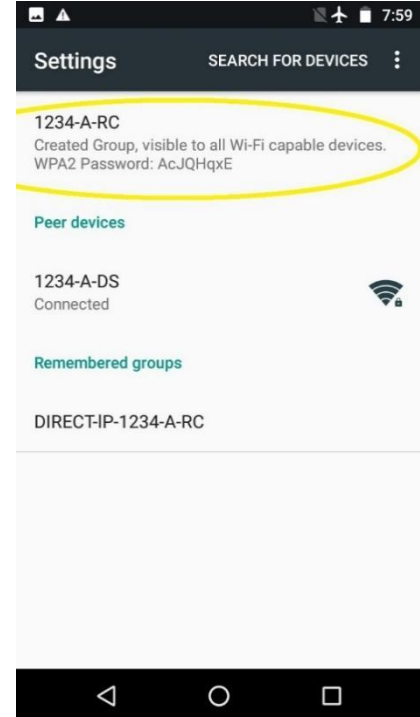 7:59
Settings SEARCH FOR DEVICES
1234-A-RC
Created Group, visible to all Wi-Fi capable devices.
WPA2 Password: AcJQHqxE
Peer devices
1234-A-DS
Connected
Remembered groups
DIRECT-lP-1234-A-RC